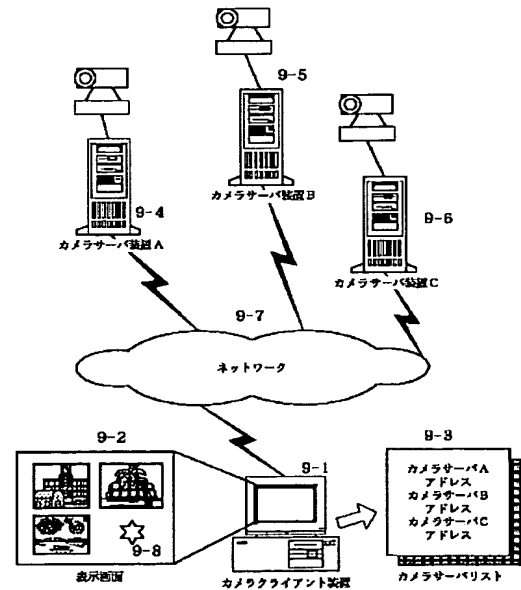 9-5
9-4
カメラサーバ装置B
9-6
カメラサーバ装置A
カメラサーバ装置C
9-7
ネットワーク
9-2
9-1
9-3
カメラサーバA
アドレス
カメラサーバB
アドレス
カメラサーバC
アドレス
9-8
表示画面
カメラクライアント装置
カメラサーバリスト